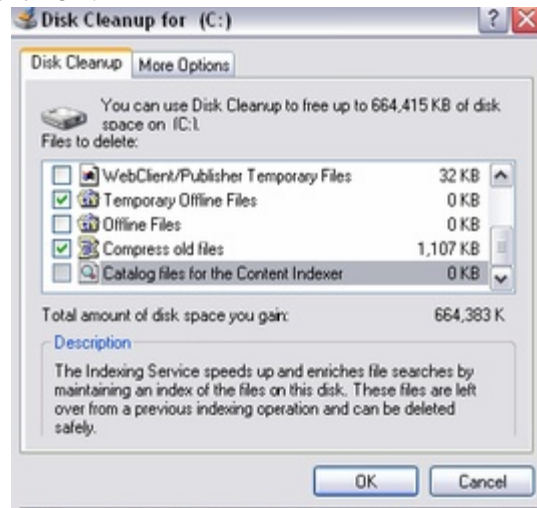 Disk Cleanup for (C:)
Disk Cleanup
More Options
You can use Disk Cleanup to free up to 664,415 KB of disk
space on (C:).
Files to delete:
WebClient/Publisher Temporary Files 32 KB
Temporary Offline Files 0 KB
Offline Files 0 KB
Compress old files 1,107 KB
Catalog files for the Content Indexer 0 KB
Total amount of disk space you gain: 664,383 K
Description
The Indexing Service speeds up and enriches file searches by
maintaining an index of the files on this disk. These files are left
over from a previous indexing operation and can be deleted
safely.
OK
Cancel